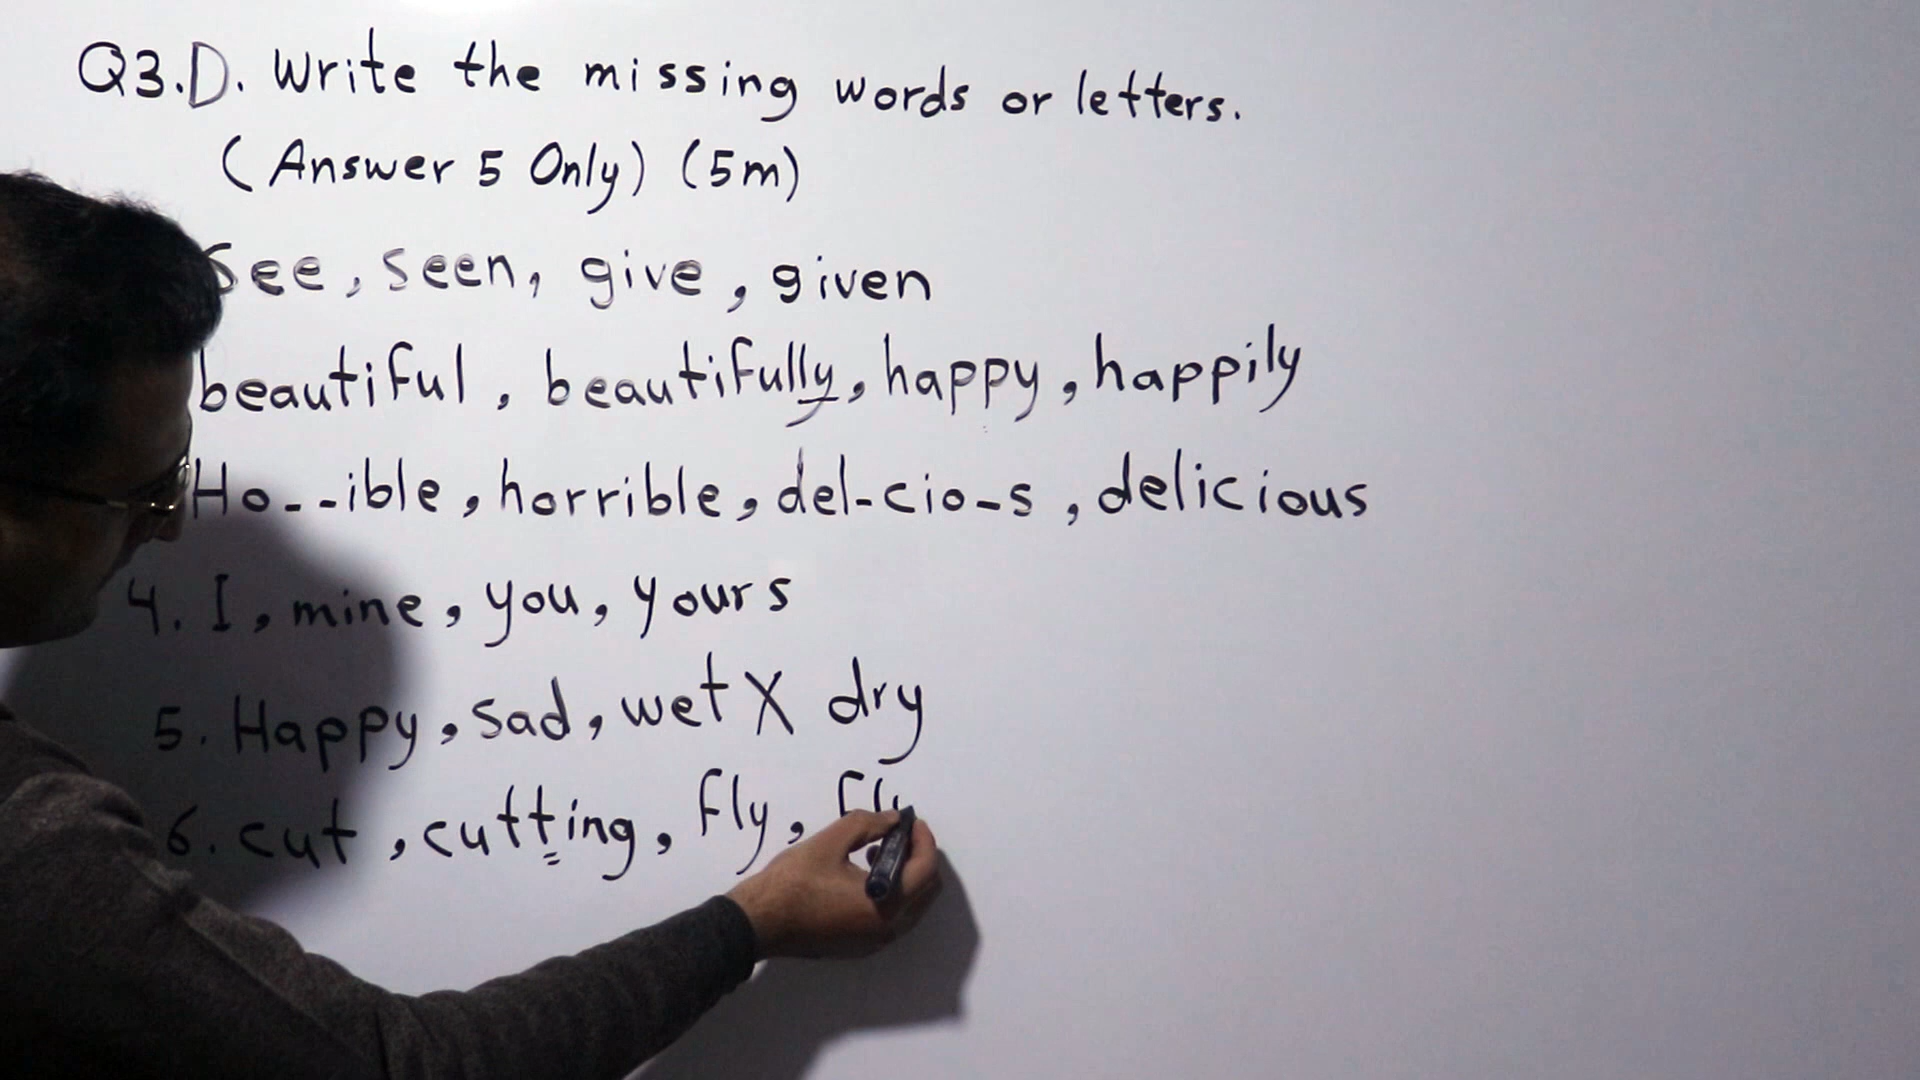 Q3.D. Write the missing words or letters.
(Answer 5 Only) (5m)
See, seen, give, given
beautiful, beautifully, happy, happily
Ho--ible, horrible, del-cio-s, delicious
4. I, mine, you, yours
5. Happy, sad, wet X dry
6. cut, cutting, fly,